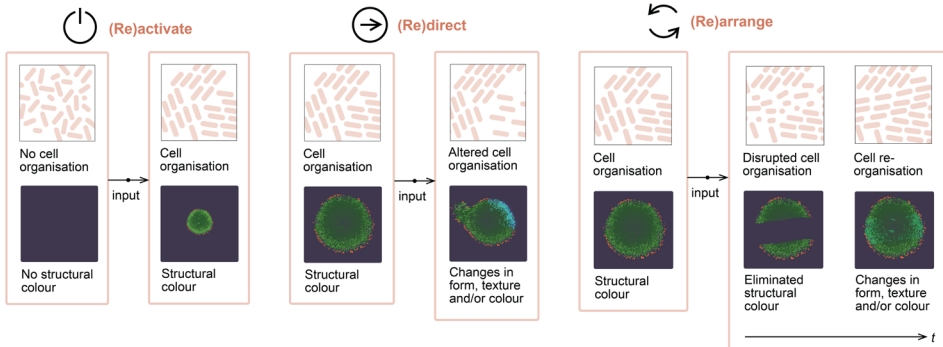 (Re)activate
No cell
organisation
No structural
colour
input
Cell
organisation
Structural
colour
(Re)direct
Cell
organisation
Structural
colour
input
Altered cell
organisation
Changes in
form, texture
and/or colour
(Re)arrange
Cell
organisation
Structural
colour
input
Disrupted cell
organisation
Eliminated
structural
colour
Cell re-
organisation
Changes in
form, texture
and/or colour
t